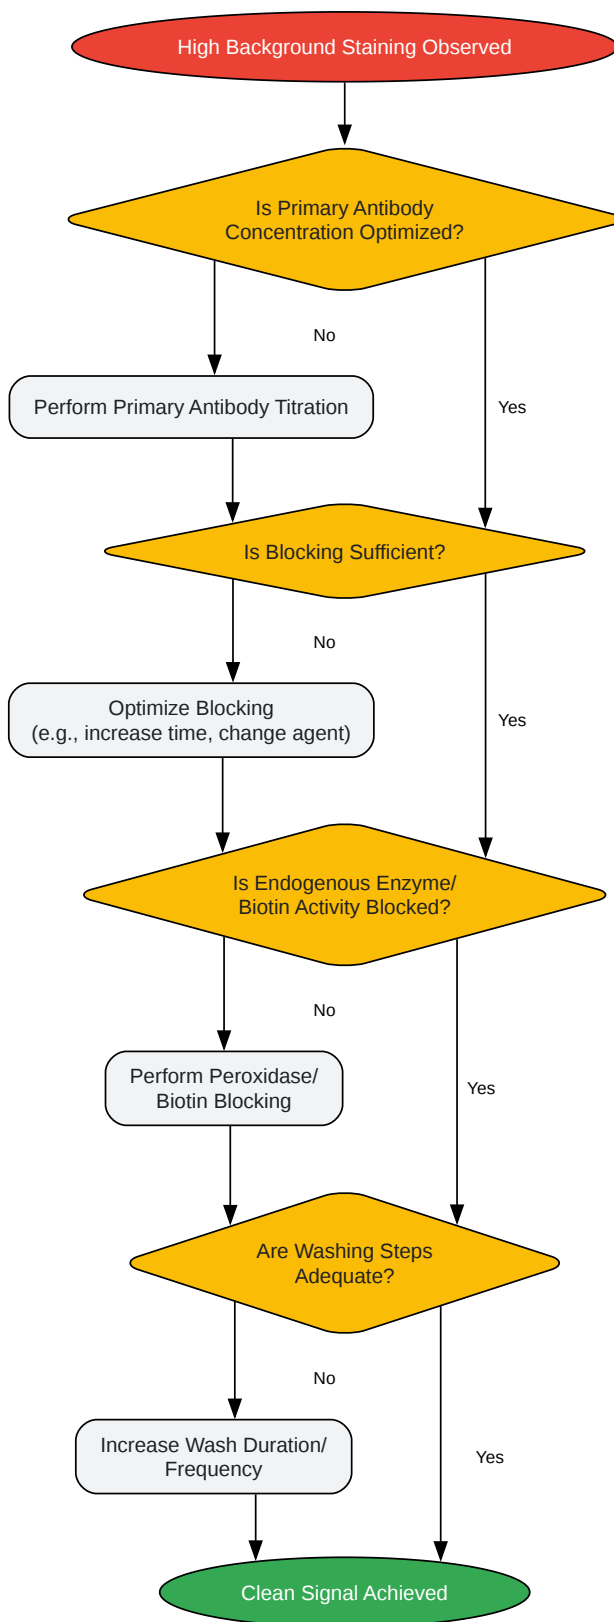 High Background Staining Observed
Is Primary Antibody
Concentration Optimized?
No
Perform Primary Antibody Titration
Yes
Is Blocking Sufficient?
No
Optimize Blocking
(e.g., increase time, change agent)
Yes
Is Endogenous Enzyme/
Biotin Activity Blocked?
No
Perform Peroxidase/
Biotin Blocking
Yes
Are Washing Steps
Adequate?
No
Increase Wash Duration/
Frequency
Yes
Clean Signal Achieved